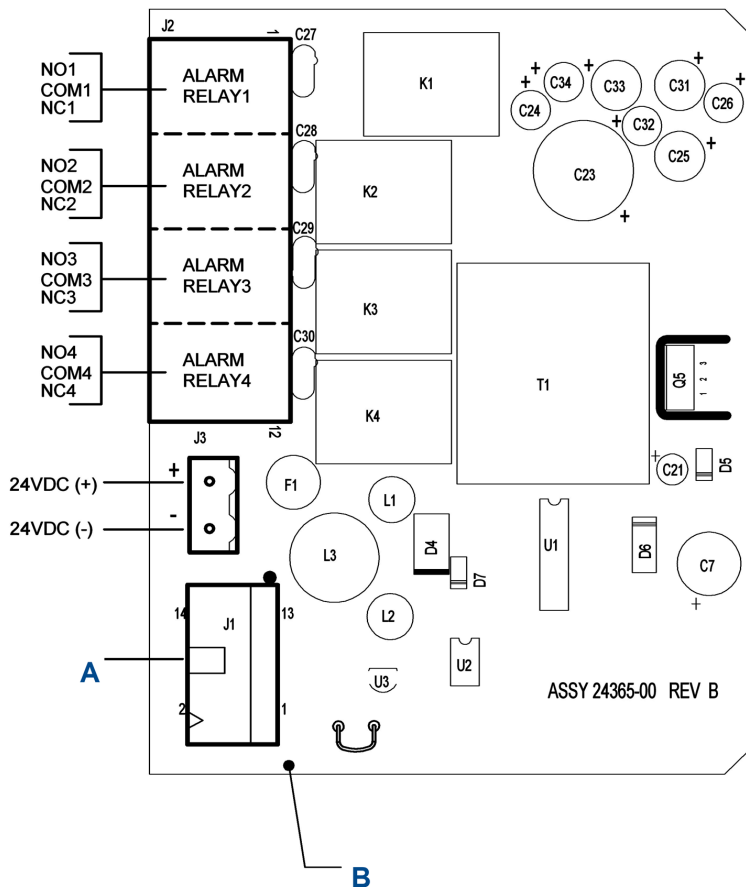 J2
1
C27
NO1
COM1
NC1
ALARM
RELAY1
K1
C34
C33
C31
C24
C26
C32
C25
C23
+
+
+
+
+
+
+
+
C28
NO2
COM2
NC2
ALARM
RELAY2
K2
C29
NO3
COM3
NC3
ALARM
RELAY3
K3
C30
NO4
COM4
NC4
ALARM
RELAY4
K4
12
T1
Q5
1 2 3
J3
+
24VDC (+)
-
24VDC (-)
F1
L1
L3
D4
D7
U1
+
C21
D5
D6
C7
+
14
J1
13
A
2
1
L2
U3
U2
ASSY 24365-00 REV B
B